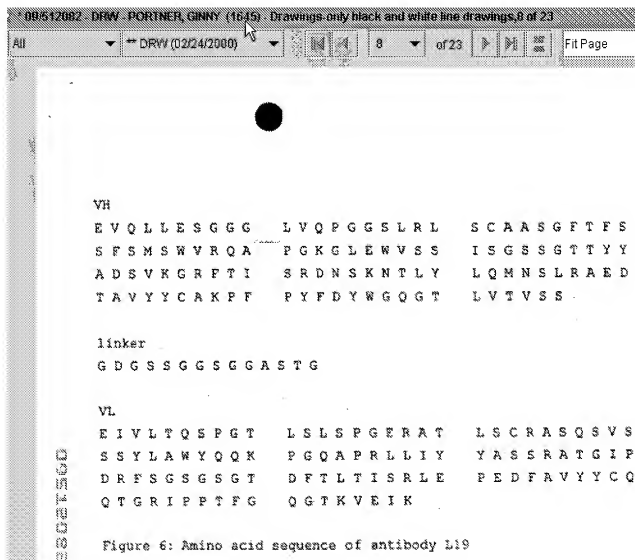 * 09/512082 - DRW - PORTNER, GINNY (1645) - Drawings-only black and white line drawings,8 of 23
All ** DRW (02/24/2000) 8 of 23 Fit Page
VH
E V Q L L E S G G G L V Q P G G S L R L S C A A S G F T F S
S F S M S W V R Q A P G K G L E W V S S I S G S S G T T Y Y
A D S V K G R F T I S R D N S K N T L Y L Q M N S L R A E D
T A V Y Y C A K P F P Y F D Y W G Q G T L V T V S S
linker
G D G S S G G S G G A S T G
VL
E I V L T Q S P G T L S L S P G E R A T L S C R A S Q S V S
S S Y L A W Y Q Q K P G Q A P R L L I Y Y A S S R A T G I P
D R F S G S G S G T D F T L T I S R L E P E D F A V Y Y C Q
Q T G R I P P T F G Q G T K V E I K
Figure 6: Amino acid sequence of antibody L19